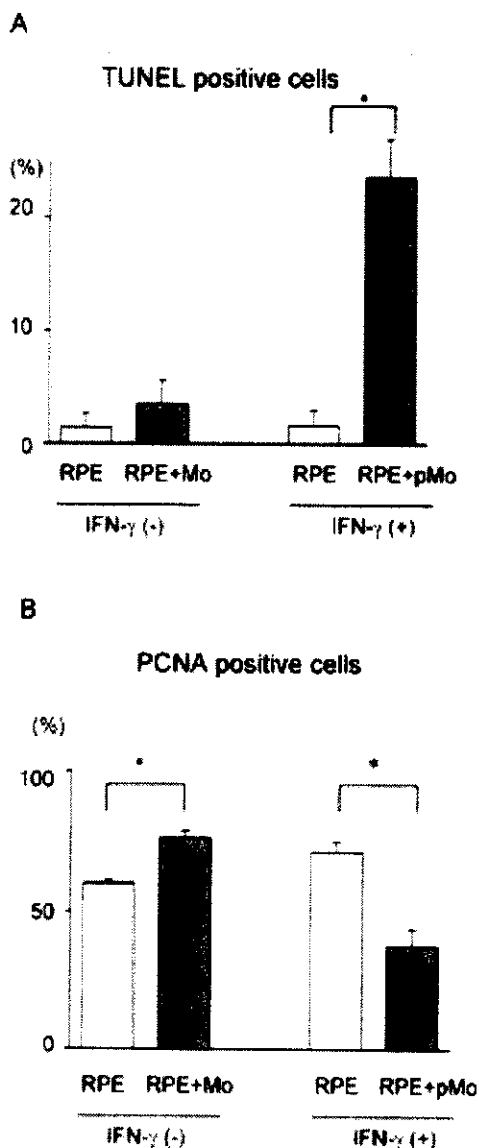 A
TUNEL positive cells
*
(%)
20
10
0
RPE RPE+Mo RPE RPE+pMo
IFN-γ (-) IFN-γ (+)
B
PCNA positive cells
(%)
* *
100
50
0
RPE RPE+Mo RPE RPE+pMo
IFN-γ (-) IFN-γ (+)